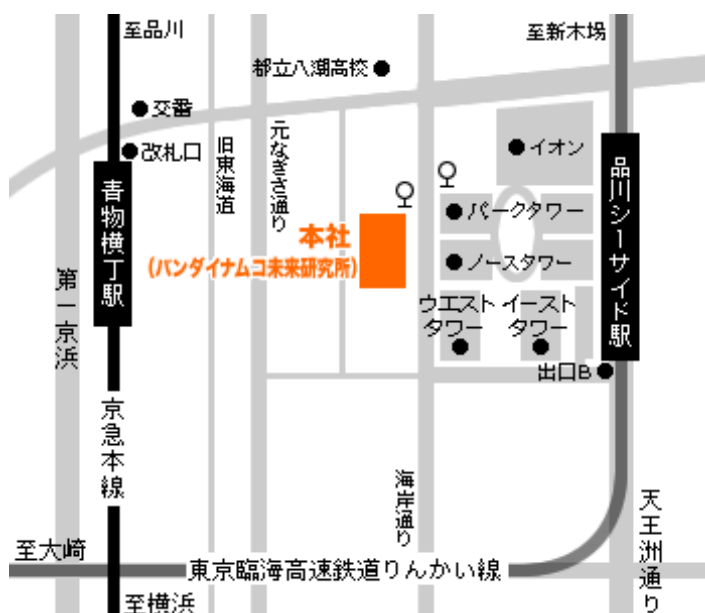 至品川
至新木場
都立八潮高校
交番
改札口
旧東海道
元なぎさ通り
イオン
青物横丁駅
品川シーサイド駅
パークタワー
本社
(バンダイナムコ未来研究所)
ノースタワー
第一京浜
ウエスト
タワー
イースト
タワー
出口B
京急本線
海岸通り
天王洲通り
至大崎
東京臨海高速鉄道りんかい線
至横浜